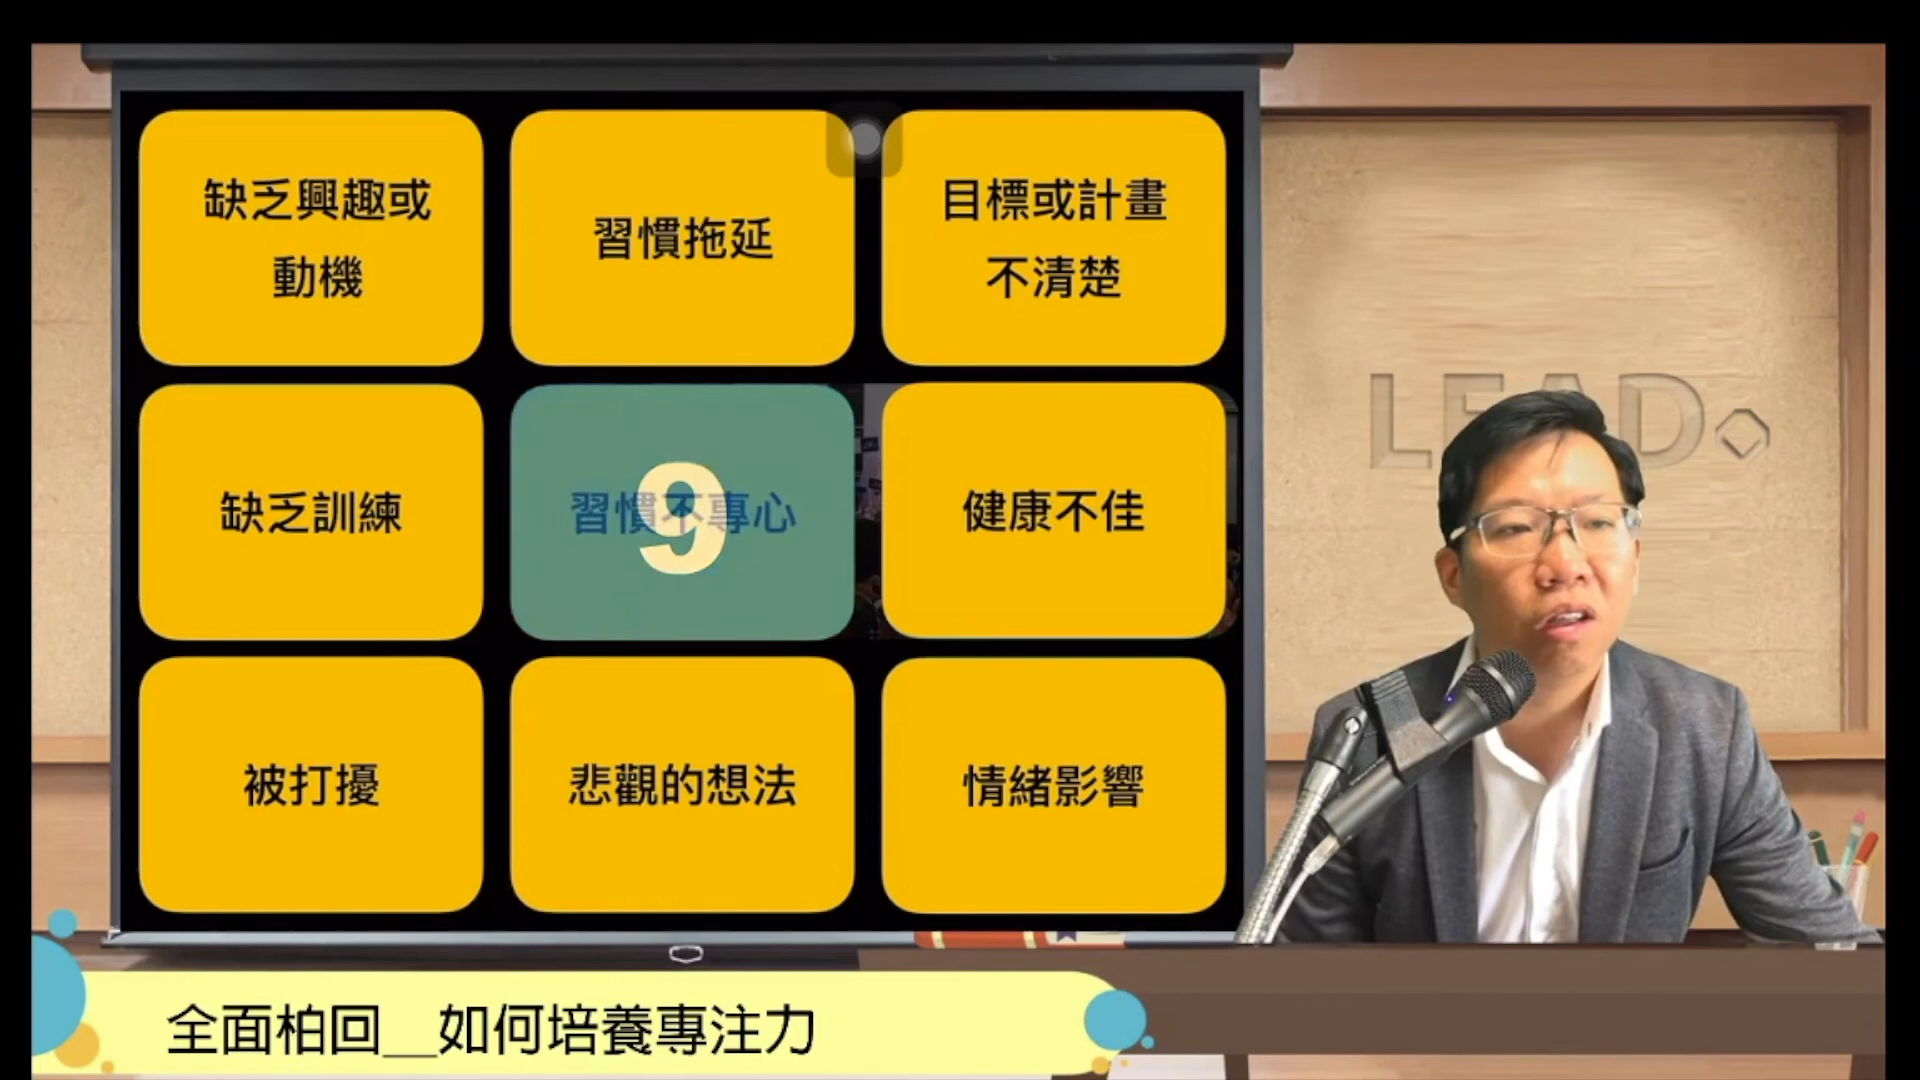 缺乏興趣或
動機
習慣拖延
目標或計畫
不清楚
缺乏訓練
習慣不專心
9
健康不佳
被打擾
悲觀的想法
情緒影響
LEAD
全面柏回__如何培養專注力